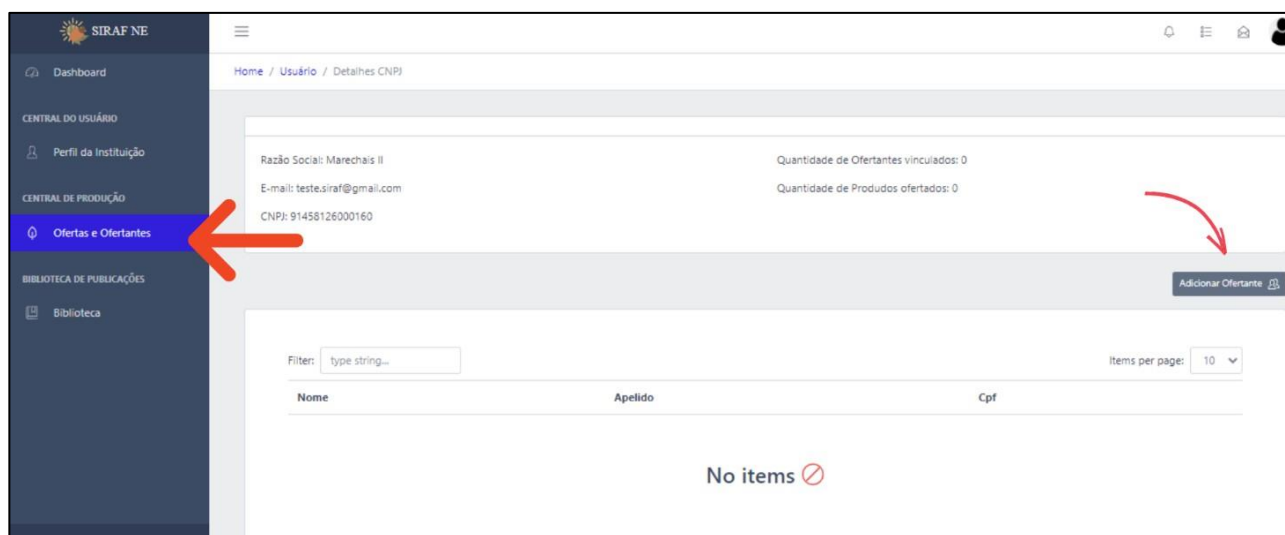 SIRAF NE
Dashboard
Home / Usuário / Detalhes CNPJ
CENTRAL DO USUÁRIO
Perfil da Instituição
CENTRAL DE PRODUÇÃO
Ofertas e Ofertantes
BIBLIOTECA DE PUBLICAÇÕES
Biblioteca
Razão Social: Marechais II
E-mail: teste.siraf@gmail.com
CNPJ: 91458126000160
Quantidade de Ofertantes vinculados: 0
Quantidade de Produdos ofertados: 0
Adicionar Ofertante
Filter: type string...
Items per page: 10
Nome Apelido Cpf
No items